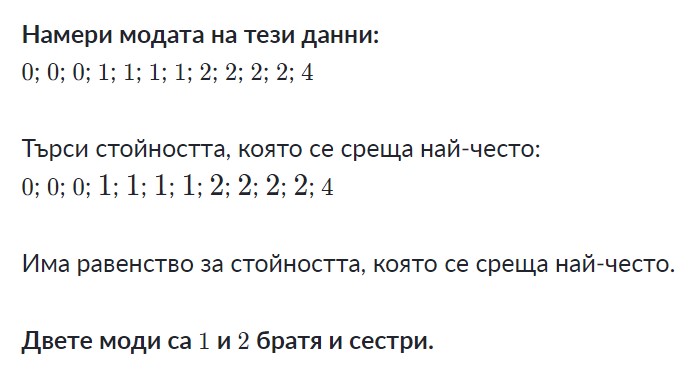 Намери модата на тези данни:
0; 0; 0; 1; 1; 1; 1; 2; 2; 2; 2; 4
Търси стойността, която се среща най-често:
0; 0; 0; 1; 1; 1; 1; 2; 2; 2; 2; 4
Има равенство за стойността, която се среща най-често.
Двете моди са 1 и 2 братя и сестри.